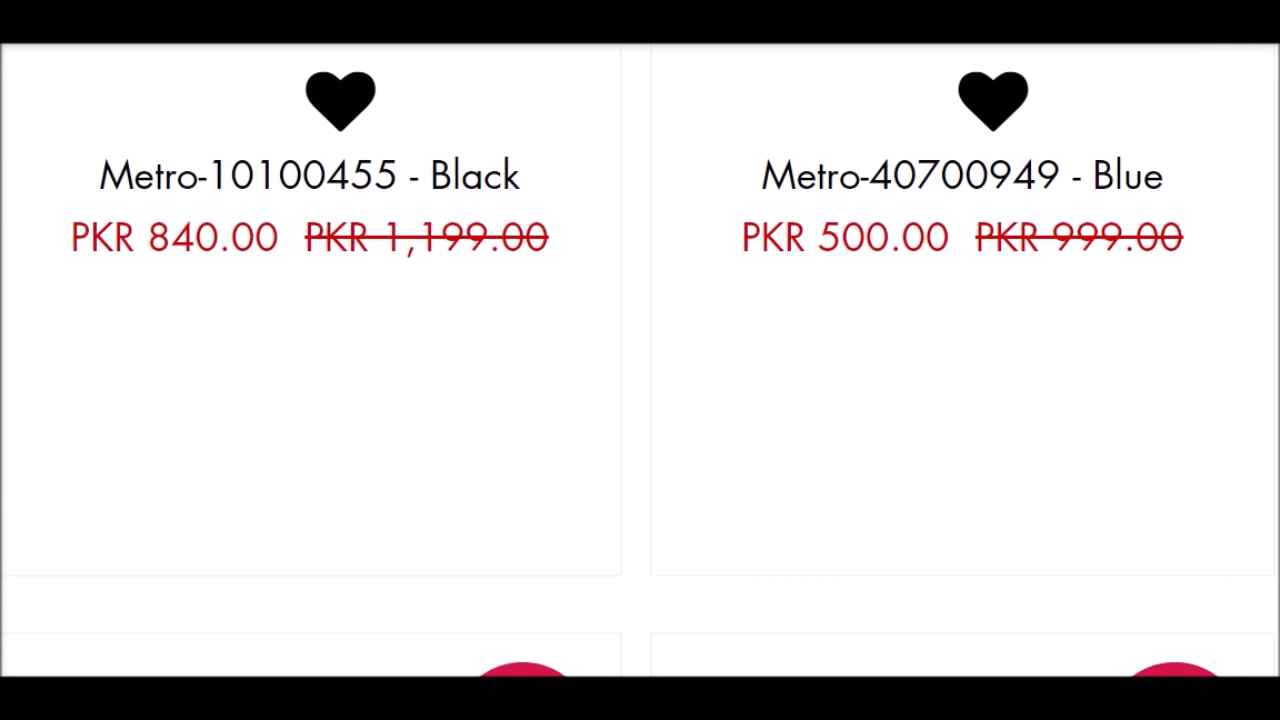 Metro-10100455 - Black
PKR 840.00 PKR 1,199.00
Metro-40700949 - Blue
PKR 500.00 PKR 999.00